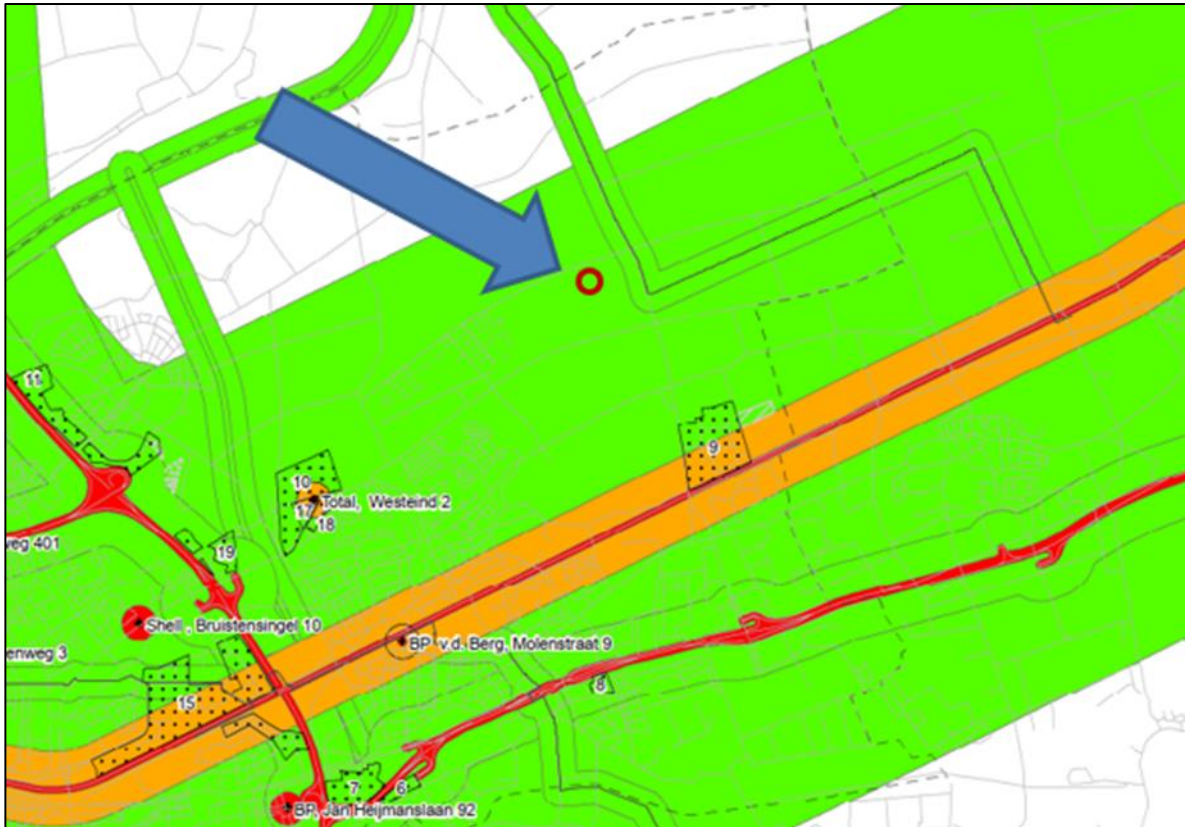 11
9
10
Total, Westeind 2
17
18
weg 401
19
Shell , Bruistensingel 10
BP v.d. Berg, Molenstraat 9
enweg 3
8
15
7
6
BP, Jan Heijmanslaan 92